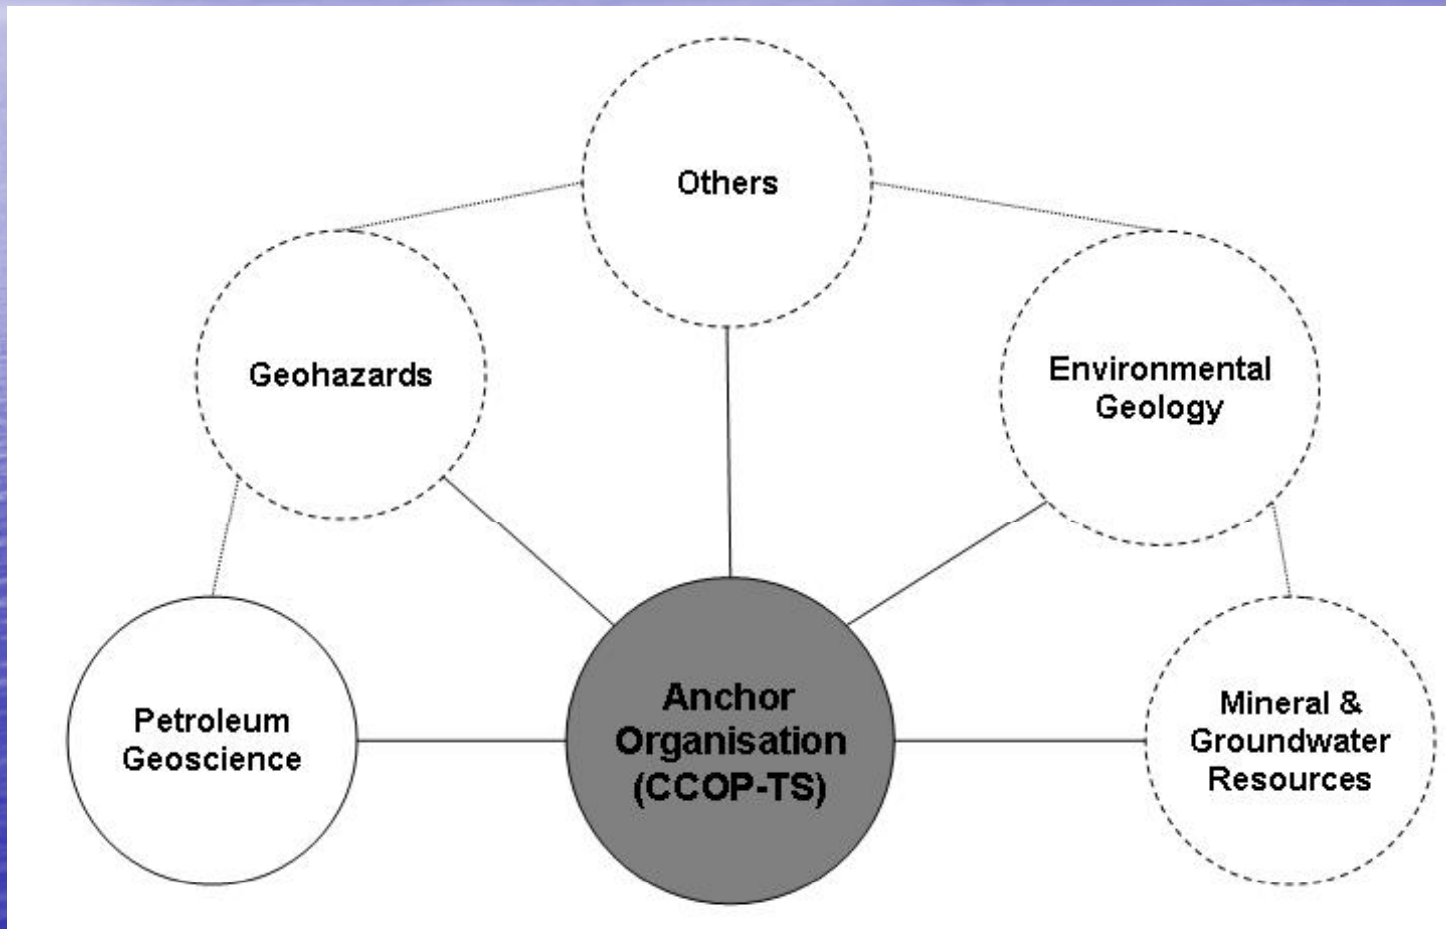 Others
Geohazards
Environmental
Geology
Petroleum
Geoscience
Anchor
Organisation
(CCOP-TS)
Mineral &
Groundwater
Resources